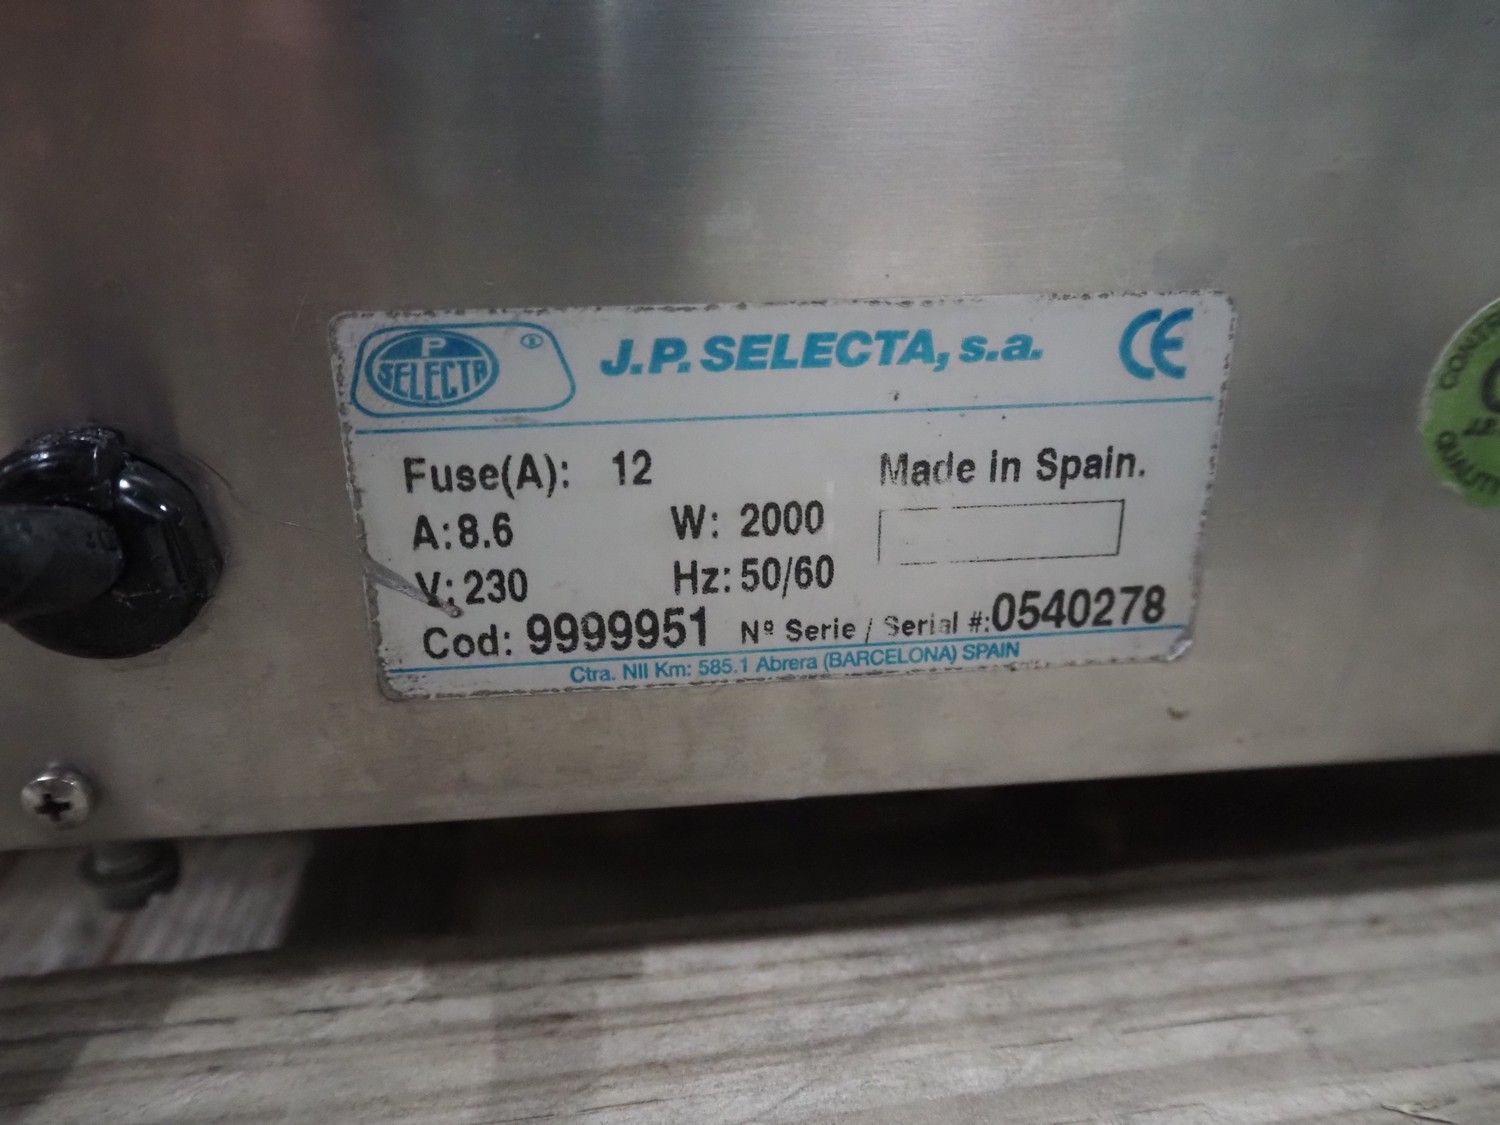 P
SELECTA
®
J.P. SELECTA, s.a.
CE
Fuse(A): 12
Made in Spain.
A:8.6
W: 2000
V:230
Hz:50/60
Cod: 9999951
Nº Serie / Serial #:0540278
Ctra. NII Km: 585.1 Abrera (BARCELONA) SPAIN